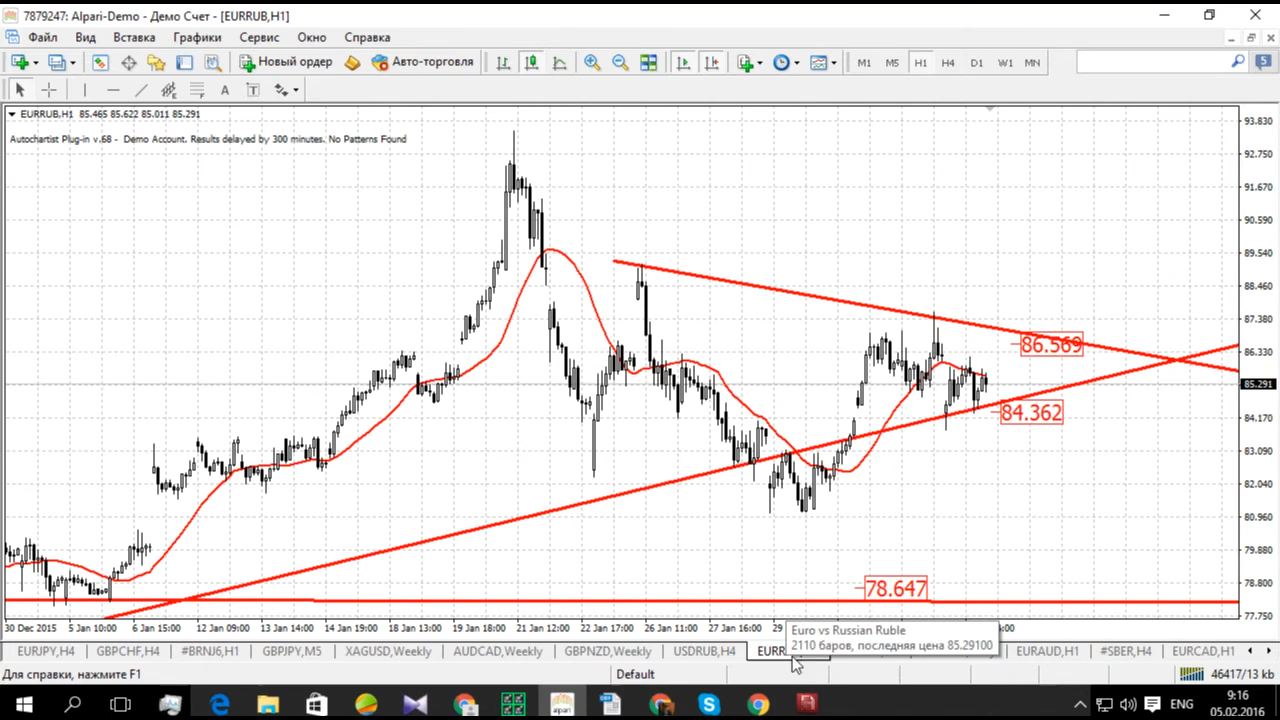 7879247: Alpari-Demo - Демо Счет - [EURRUB,H1]
Файл Вид Вставка Графики Сервис Окно Справка
Новый ордер Авто-торговля M1 M5 H1 H4 D1 W1 MN 5
A T
EURRUB,H1 85.465 85.622 85.011 85.291
Autochartist Plug-in v.68 - Demo Account. Results delayed by 300 minutes. No Patterns Found
93.830
92.750
91.670
90.590
89.540
88.460
87.380
86.569
86.330
85.291
84.362
84.170
83.090
82.040
80.960
79.880
78.800
78.647
77.750
30 Dec 2015 5 Jan 10:00 6 Jan 15:00 12 Jan 09:00 13 Jan 14:00 14 Jan 19:00 18 Jan 13:00 19 Jan 18:00 21 Jan 12:00 22 Jan 17:00 26 Jan 11:00 27 Jan 16:00 29
Euro vs Russian Ruble
2110 баров, последняя цена 85.29100
EURJPY,H4 GBPCHF,H4 #BRNJ6,H1 GBPJPY,M5 XAGUSD,Weekly AUDCAD,Weekly GBPNZD,Weekly USDRUB,H4 EURR EURAUD,H1 #SBER,H4 EURCAD,H1
Для справки, нажмите F1 Default 46417/13 kb
alpari ENG 9:16
05.02.2016